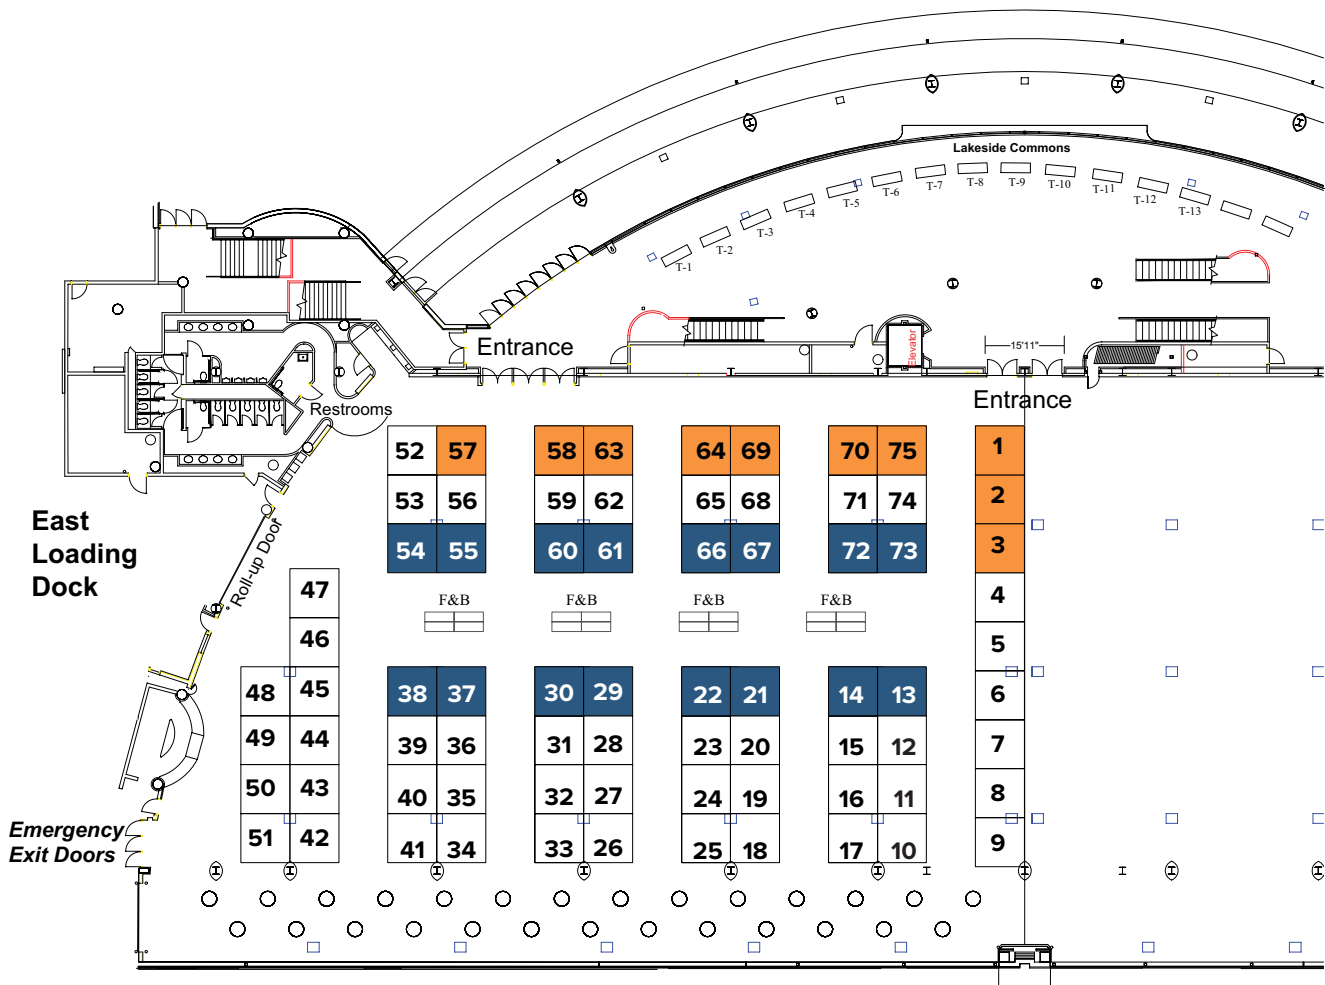 Lakeside Commons
T-1
T-2
T-3
T-4
T-5
T-6
T-7
T-8
T-9
T-10
T-11
T-12
T-13
Elevator
15'11"
Entrance
Entrance
Restrooms
East
Loading
Dock
Roll-up Door
52 57 58 63 64 69 70 75 1
53 56 59 62 65 68 71 74 2
54 55 60 61 66 67 72 73 3
47 4
F&B F&B F&B F&B
46 5
48 45 38 37 30 29 22 21 14 13 6
49 44 39 36 31 28 23 20 15 12 7
50 43 40 35 32 27 24 19 16 11 8
51 42 41 34 33 26 25 18 17 10 9
Emergency
Exit Doors